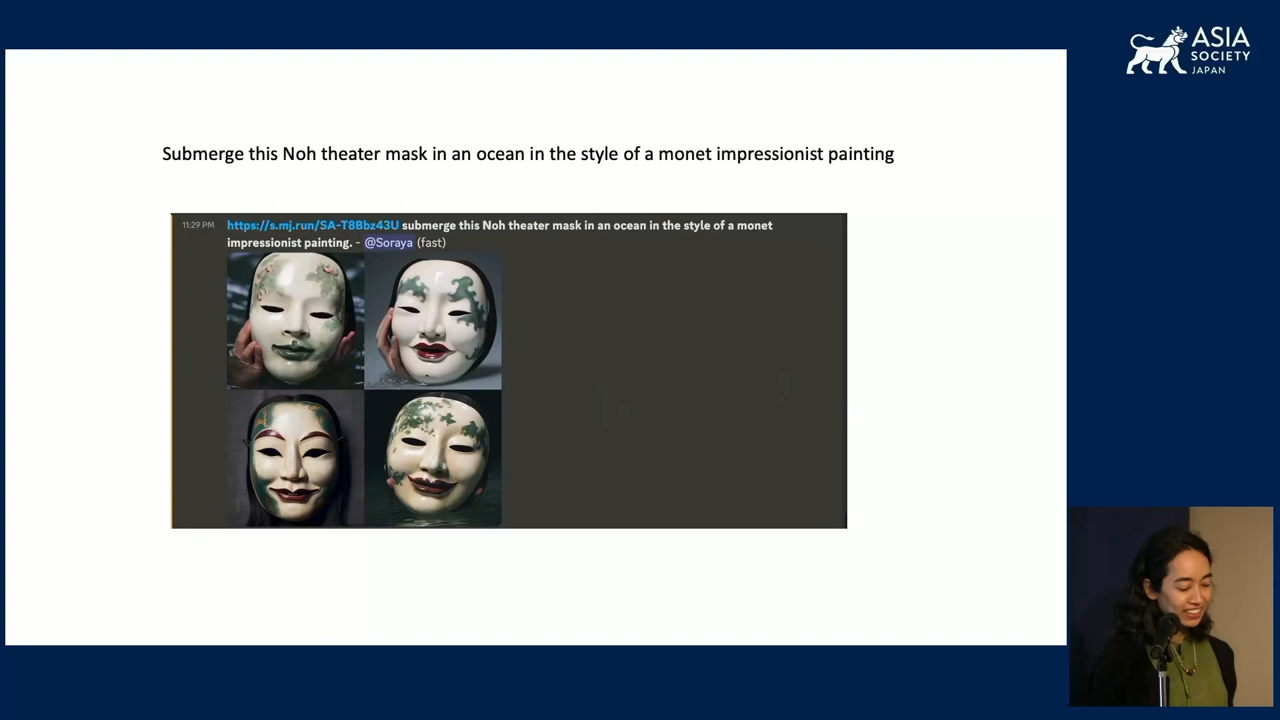 ASIA
SOCIETY
JAPAN
Submerge this Noh theater mask in an ocean in the style of a monet impressionist painting
11:29 PM https://s.mj.run/SA-T8Bbz43U submerge this Noh theater mask in an ocean in the style of a monet
impressionist painting. - @Soraya (fast)